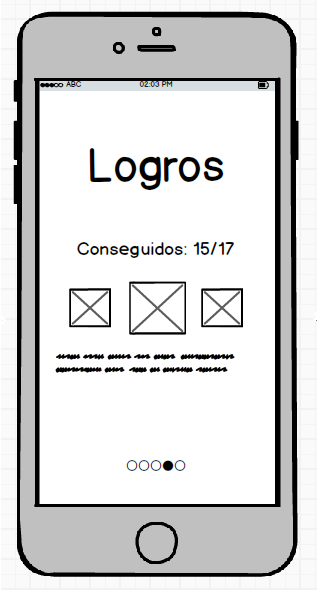 ABC 02:03 PM
Logros
Conseguidos: 15/17